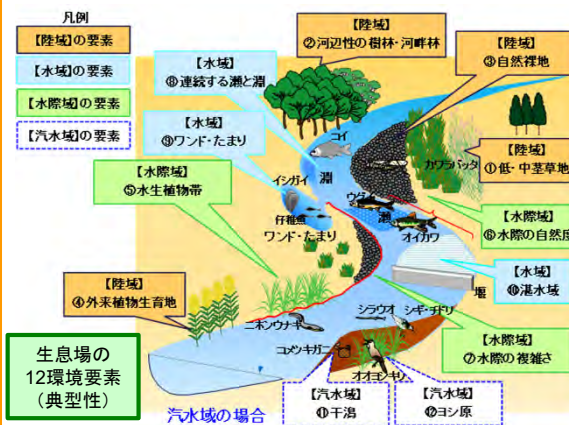 凡例
【陸域】の要素
【水域】の要素
【水際域】の要素
【汽水域】の要素
【陸域】
②河辺性の樹林・河畔林
【陸域】
③自然裸地
【水域】
⑧連続する瀬と淵
【水域】
⑨ワンド・たまり
コイ
カワラバッタ
【陸域】
①低・中茎草地
【水際域】
⑤水生植物帯
イシガイ
淵
ウグイ
瀬
仔稚魚
オイカワ
ワンド・たまり
【水際域】
⑥水際の自然度
【水域】
⑩湛水域
【陸域】
④外来植物生育地
堰
シラウオ
シギ・チドリ
ニホンウナギ
【水際域】
⑦水際の複雑さ
コメツキガニ
オオヨシキリ
生息場の
12環境要素
(典型性)
汽水域の場合
【汽水域】
⑪干潟
【汽水域】
⑫ヨシ原